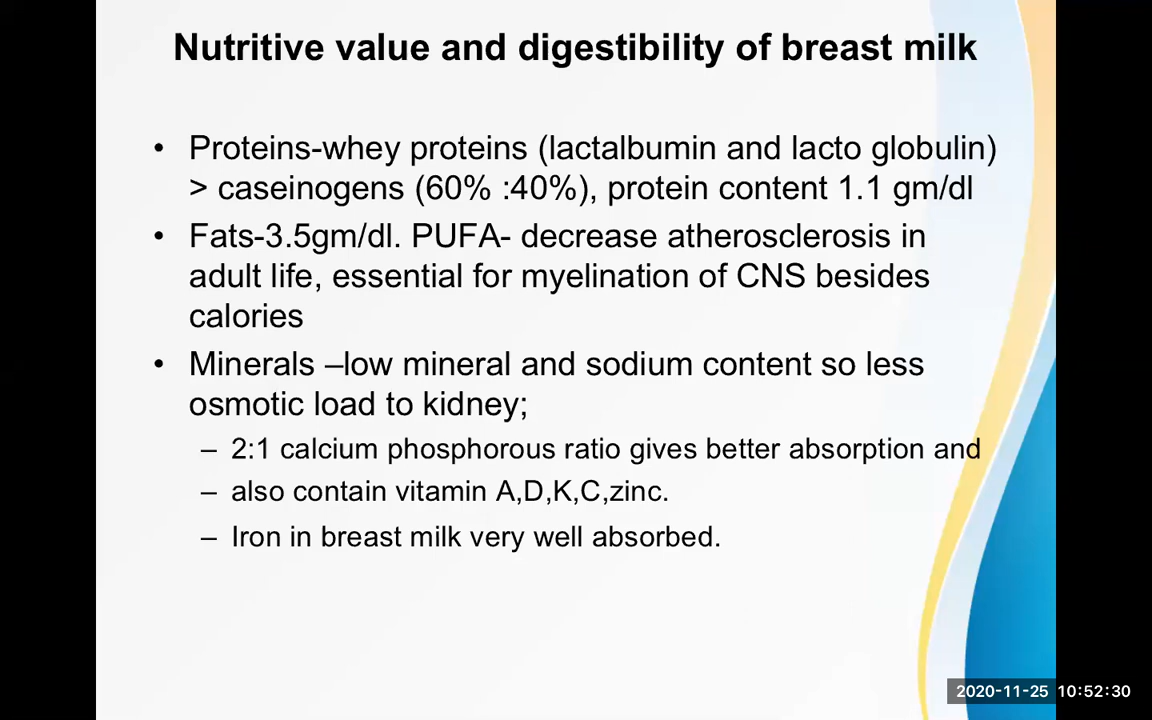 Nutritive value and digestibility of breast milk
• Proteins-whey proteins (lactalbumin and lacto globulin)
> caseinogens (60% :40%), protein content 1.1 gm/dl
• Fats-3.5gm/dl. PUFA- decrease atherosclerosis in
adult life, essential for myelination of CNS besides
calories
• Minerals –low mineral and sodium content so less
osmotic load to kidney;
– 2:1 calcium phosphorous ratio gives better absorption and
– also contain vitamin A,D,K,C,zinc.
– Iron in breast milk very well absorbed.
2020-11-25 10:52:30